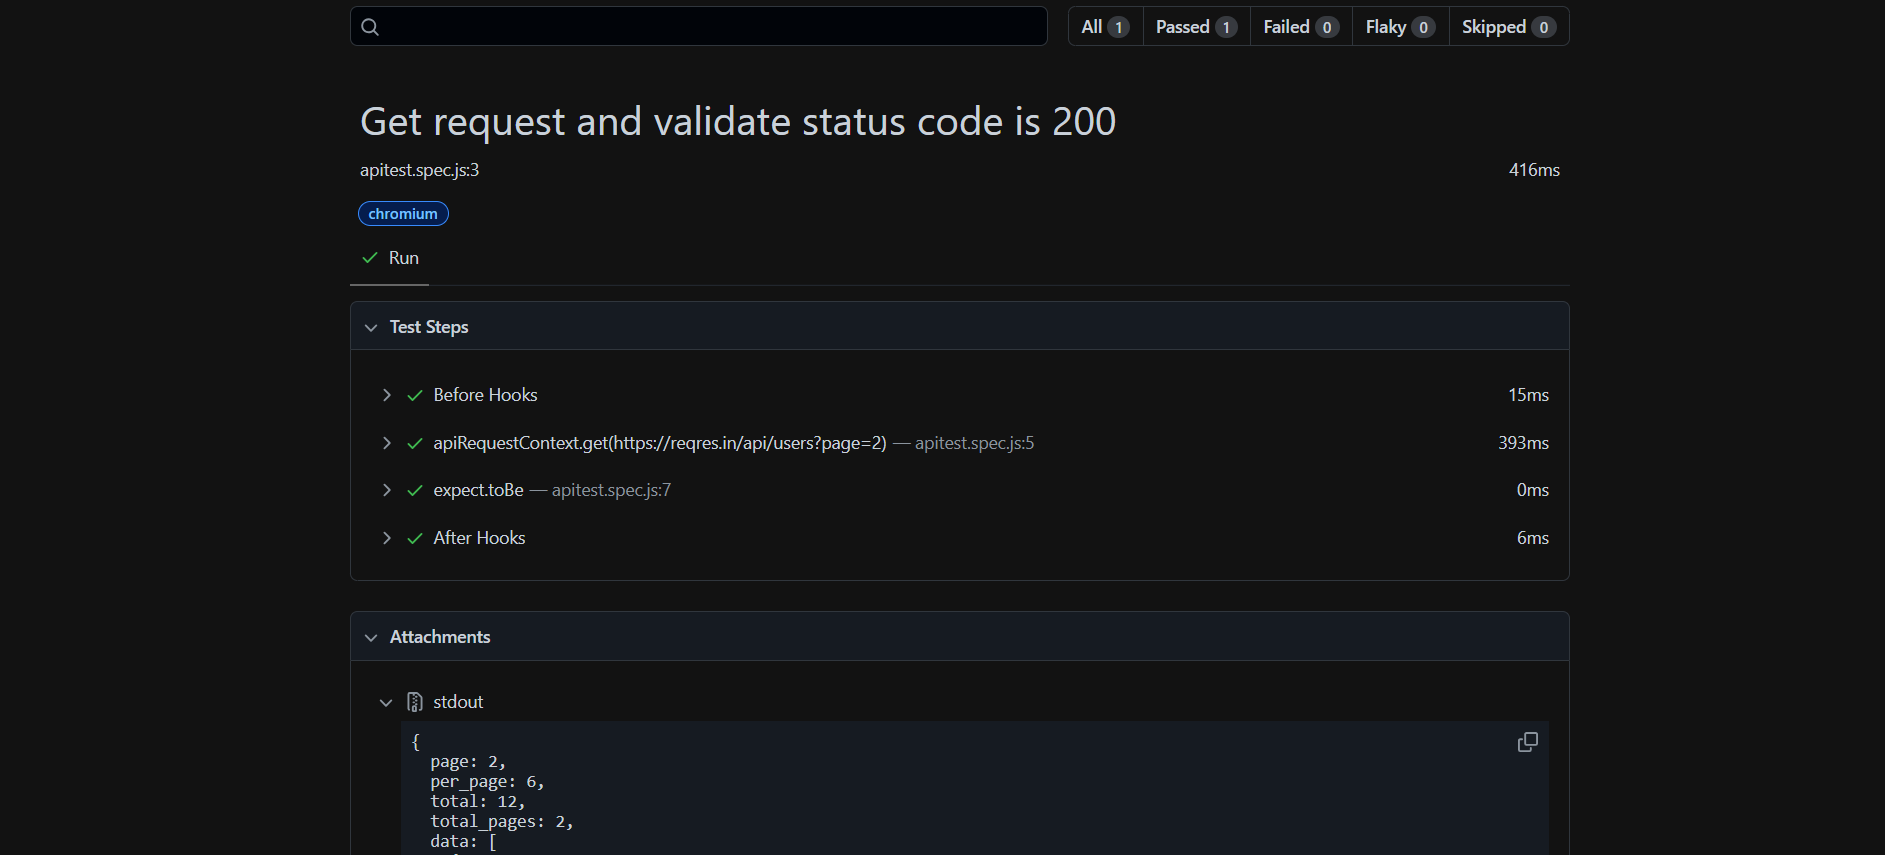 All 1 Passed 1 Failed 0 Flaky 0 Skipped 0
Get request and validate status code is 200
apitest.spec.js:3 416ms
chromium
Run
Test Steps
Before Hooks 15ms
apiRequestContext.get(https://reqres.in/api/users?page=2) — apitest.spec.js:5 393ms
expect.toBe — apitest.spec.js:7 0ms
After Hooks 6ms
Attachments
stdout
{
page: 2,
per_page: 6,
total: 12,
total_pages: 2,
data: [